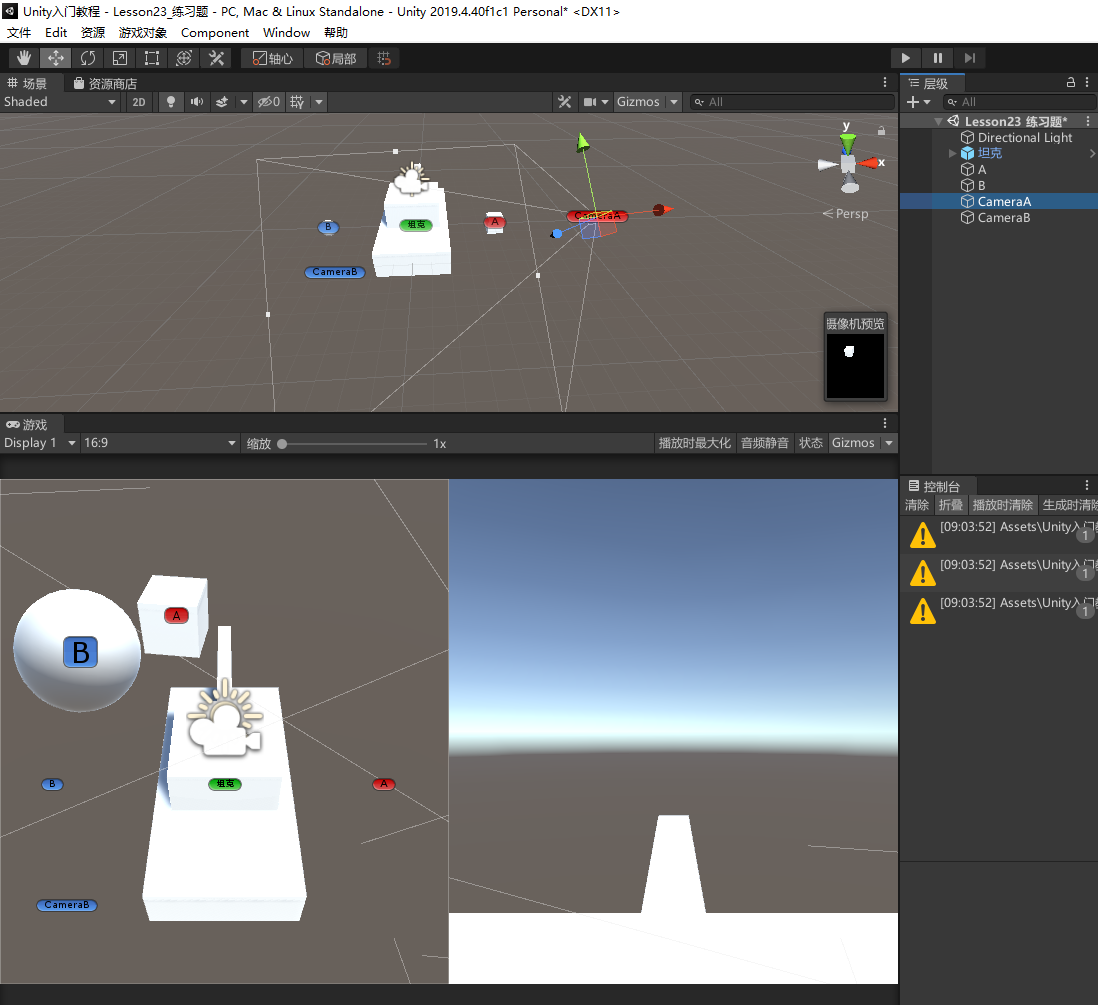 Unity入门教程 - Lesson23_练习题 - PC, Mac & Linux Standalone - Unity 2019.4.40f1c1 Personal* <DX11>
文件 Edit 资源 游戏对象 Component Window 帮助
轴心 局部
场景 资源商店
Shaded 2D 0 Gizmos All
y
x
Persp
B
坦克
A
CameraA
CameraB
摄像机预览
层级
All
Lesson23 练习题*
Directional Light
坦克
A
B
CameraA
CameraB
游戏
Display 1 16:9 缩放 1x 播放时最大化 音频静音 状态 Gizmos
A
B
坦克
B
A
CameraB
控制台
清除 折叠 播放时清除 生成时清除
[09:03:52] Assets\Unity入门教
1
[09:03:52] Assets\Unity入门教
1
[09:03:52] Assets\Unity入门教
1